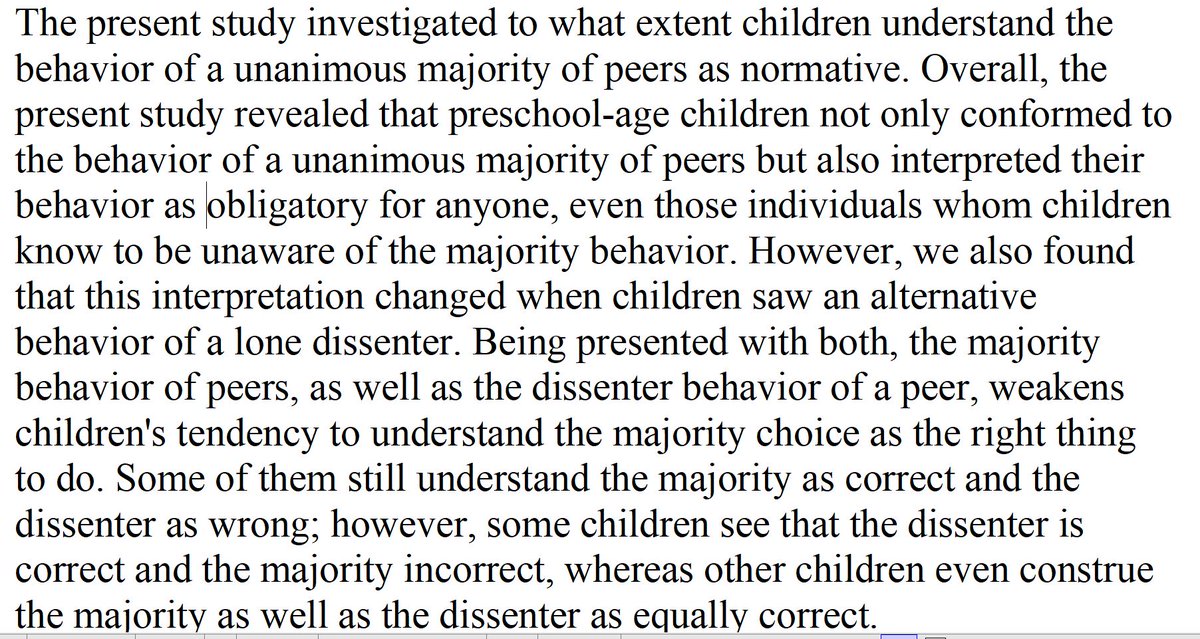 The present study investigated to what extent children understand the
behavior of a unanimous majority of peers as normative. Overall, the
present study revealed that preschool-age children not only conformed to
the behavior of a unanimous majority of peers but also interpreted their
behavior as obligatory for anyone, even those individuals whom children
know to be unaware of the majority behavior. However, we also found
that this interpretation changed when children saw an alternative
behavior of a lone dissenter. Being presented with both, the majority
behavior of peers, as well as the dissenter behavior of a peer, weakens
children's tendency to understand the majority choice as the right thing
to do. Some of them still understand the majority as correct and the
dissenter as wrong; however, some children see that the dissenter is
correct and the majority incorrect, whereas other children even construe
the majority as well as the dissenter as equally correct.